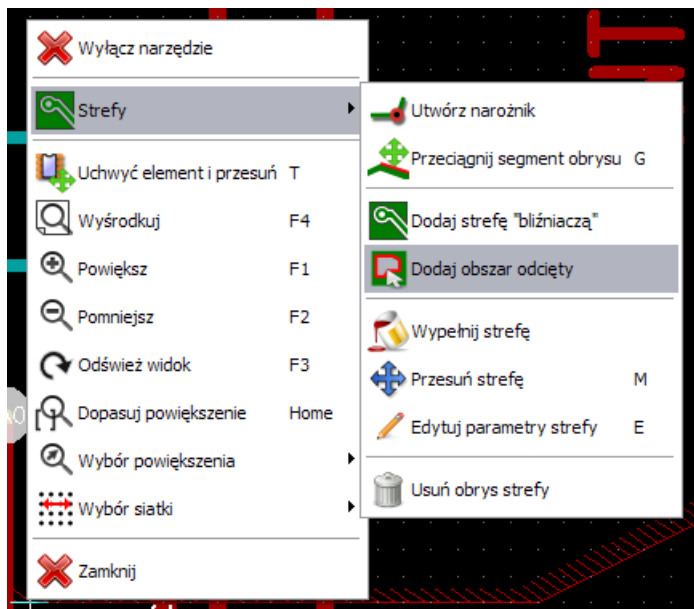 Wyłącz narzędzie
Strefy
Uchwyć element i przesuń T
Wyśrodkuj F4
Powiększ F1
Pomniejsz F2
Odśwież widok F3
Dopasuj powiększenie Home
Wybór powiększenia
Wybór siatki
Zamknij
Utwórz narożnik
Przeciągnij segment obrysu G
Dodaj strefę "bliźniaczą"
Dodaj obszar odcięty
Wypełnij strefę
Przesuń strefę M
Edytuj parametry strefy E
Usuń obrys strefy